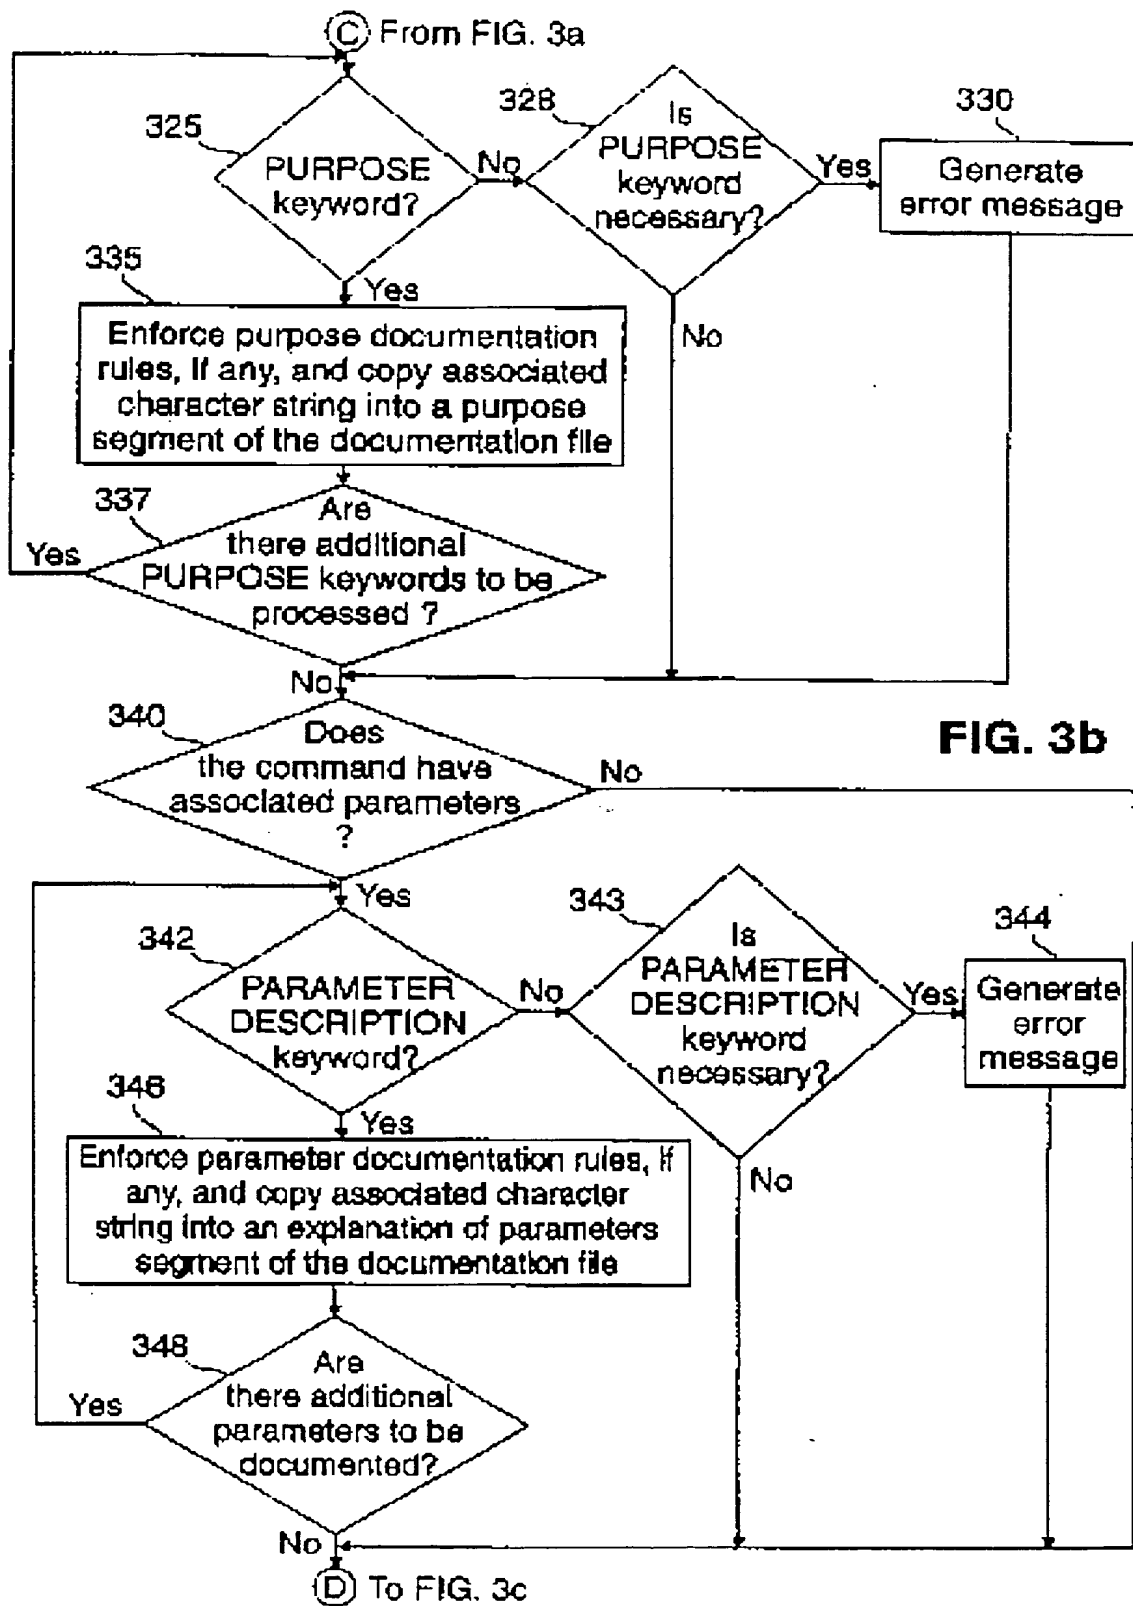 C From FIG. 3a
325
PURPOSE
keyword?
No
328
Is
PURPOSE
keyword
necessary?
Yes
330
Generate
error message
335
Yes
No
Enforce purpose documentation
rules, If any, and copy associated
character string into a purpose
segment of the documentation file
337
Are
there additional
PURPOSE keywords to be
processed ?
Yes
No
340
Does
the command have
associated parameters
?
No
FIG. 3b
Yes
342
PARAMETER
DESCRIPTION
keyword?
No
343
Is
PARAMETER
DESCRIPTION
keyword
necessary?
Yes
344
Generate
error
message
346
Yes
No
Enforce parameter documentation rules, If
any, and copy associated character
string into an explanation of parameters
segment of the documentation file
348
Are
there additional
parameters to be
documented?
Yes
No
D To FIG. 3c